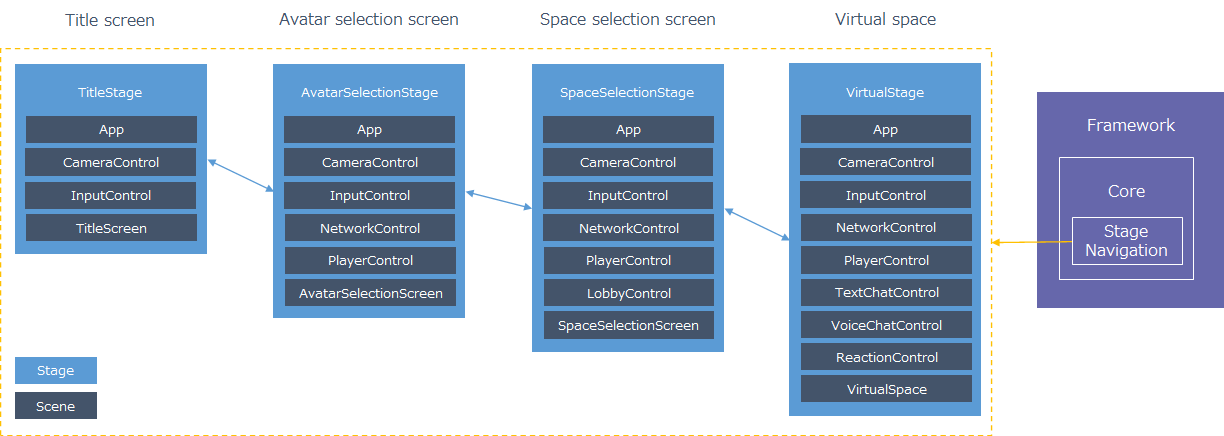 Title screen
Avatar selection screen
Space selection screen
Virtual space
TitleStage
App
CameraControl
InputControl
TitleScreen
AvatarSelectionStage
App
CameraControl
InputControl
NetworkControl
PlayerControl
AvatarSelectionScreen
SpaceSelectionStage
App
CameraControl
InputControl
NetworkControl
PlayerControl
LobbyControl
SpaceSelectionScreen
VirtualStage
App
CameraControl
InputControl
NetworkControl
PlayerControl
TextChatControl
VoiceChatControl
ReactionControl
VirtualSpace
Framework
Core
Stage
Navigation
Stage
Scene